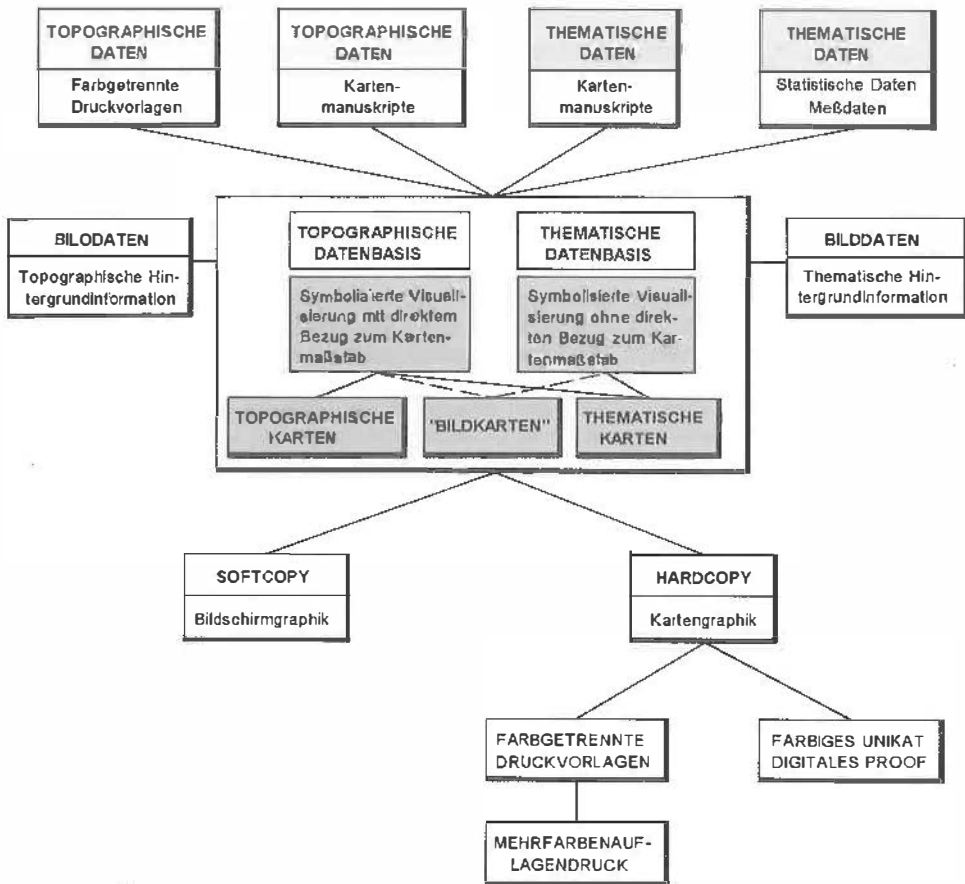 TOPOGRAPHISCHE
DATEN
Farbgetrennte
Druckvorlagen
TOPOGRAPHISCHE
DATEN
Karten-
manuskripte
THEMATISCHE
DATEN
Karten-
manuskripte
THEMATISCHE
DATEN
Statistische Daten
Meßdaten
BILODATEN
Topographische Hin-
tergrundinformation
TOPOGRAPHISCHE
DATENBASIS
Symbolisierte Visuali-
sierung mit direktem
Bezug zum Karten-
maßstab
THEMATISCHE
DATENBASIS
Symbolisierte Visuali-
sierung ohne direk-
ten Bezug zum Kar-
tenmaßstab
BILDDATEN
Thematische Hin-
tergrundinformation
TOPOGRAPHISCHE
KARTEN
"BILDKARTEN"
THEMATISCHE
KARTEN
SOFTCOPY
Bildschirmgraphik
HARDCOPY
Kartengraphik
FARBGETRENNTE
DRUCKVORLAGEN
FARBIGES UNIKAT
DIGITALES PROOF
MEHRFARBENAUF-
LAGENDRUCK